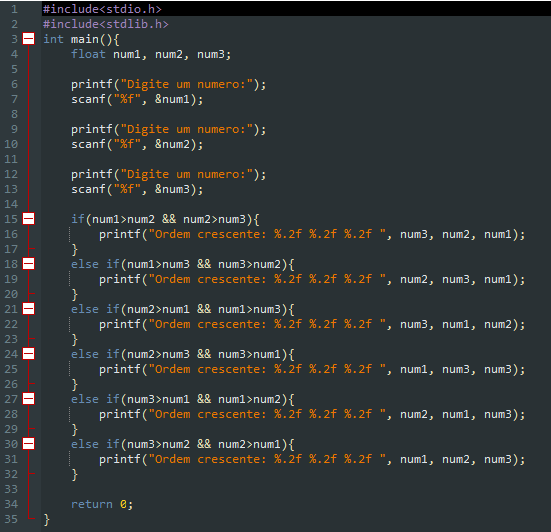 1 #include<stdio.h>
2 #include<stdlib.h>
3 int main(){
4 float num1, num2, num3;
5
6 printf("Digite um numero:");
7 scanf("%f", &num1);
8
9 printf("Digite um numero:");
10 scanf("%f", &num2);
11
12 printf("Digite um numero:");
13 scanf("%f", &num3);
14
15 if(num1>num2 && num2>num3){
16 printf("Ordem crescente: %.2f %.2f %.2f ", num3, num2, num1);
17 }
18 else if(num1>num3 && num3>num2){
19 printf("Ordem crescente: %.2f %.2f %.2f ", num2, num3, num1);
20 }
21 else if(num2>num1 && num1>num3){
22 printf("Ordem crescente: %.2f %.2f %.2f ", num3, num1, num2);
23 }
24 else if(num2>num3 && num3>num1){
25 printf("Ordem crescente: %.2f %.2f %.2f ", num1, num3, num3);
26 }
27 else if(num3>num1 && num1>num2){
28 printf("Ordem crescente: %.2f %.2f %.2f ", num2, num1, num3);
29 }
30 else if(num3>num2 && num2>num1){
31 printf("Ordem crescente: %.2f %.2f %.2f ", num1, num2, num3);
32 }
33
34 return 0;
35 }